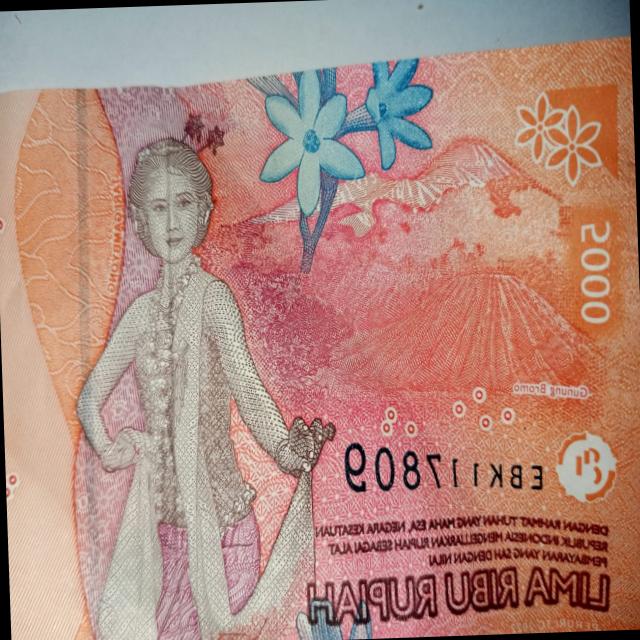 5000
Gunung Bromo
EBK117809
DENGAN RAHMAT TUHAN YANG MAHA ESA, NEGARA KESATUAN
REPUBLIK INDONESIA MENGELUARKAN RUPIAH SEBAGAI ALAT
PEMBAYARAN YANG SAH DENGAN NILAI
LIMA RIBU RUPIAH